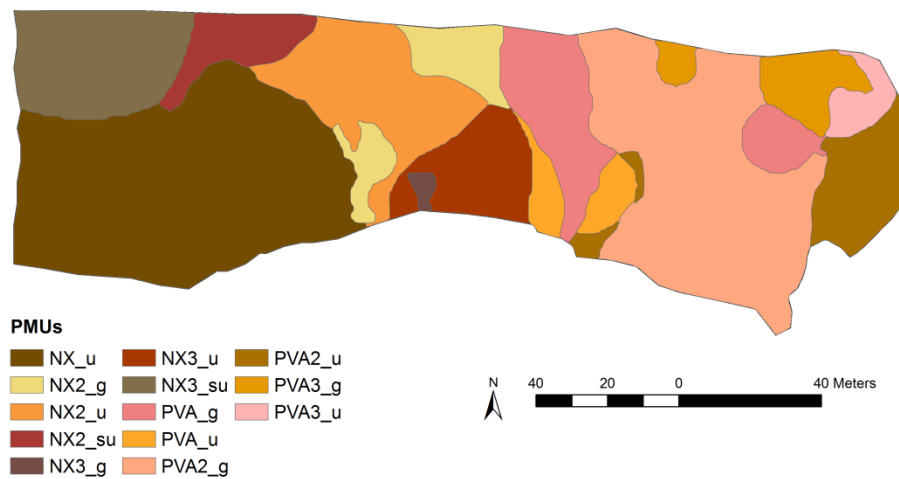 PMUs
NX_u
NX2_g
NX2_u
NX2_su
NX3_g
NX3_u
NX3_su
PVA_g
PVA_u
PVA2_g
PVA2_u
PVA3_g
PVA3_u
N
40 20 0 40 Meters